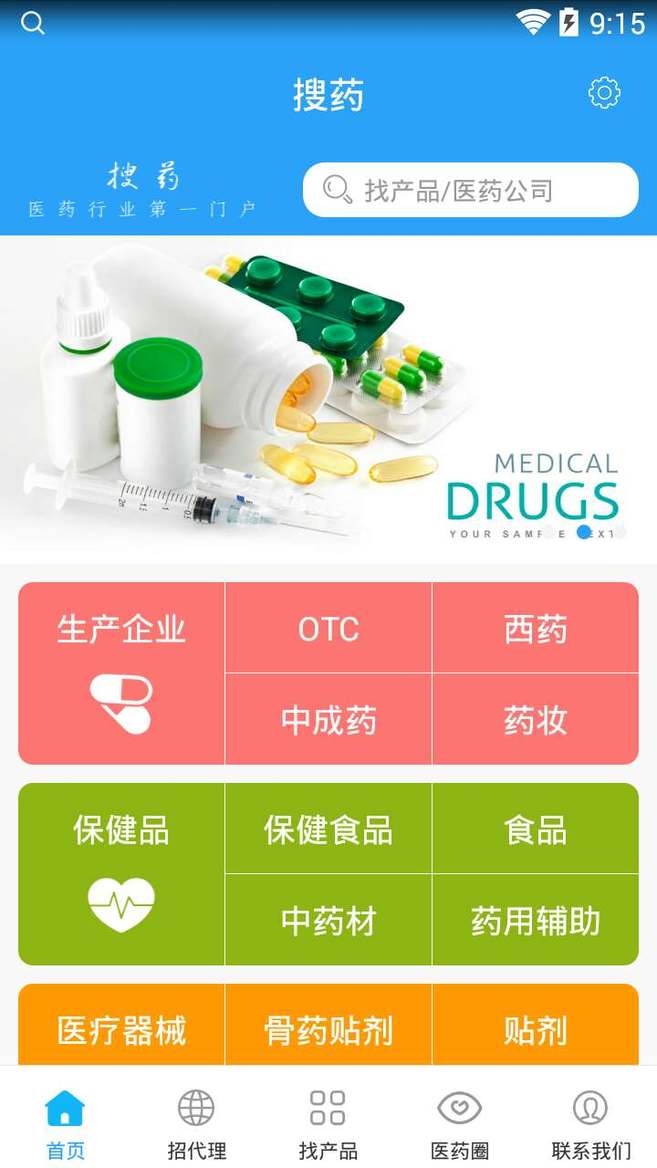 9:15
搜药
搜药
医药行业第一门户
找产品/医药公司
MEDICAL
DRUGS
YOUR SAMPLE TEXT
生产企业
OTC
西药
中成药
药妆
保健品
保健食品
食品
中药材
药用辅助
医疗器械
骨药贴剂
贴剂
首页
招代理
找产品
医药圈
联系我们